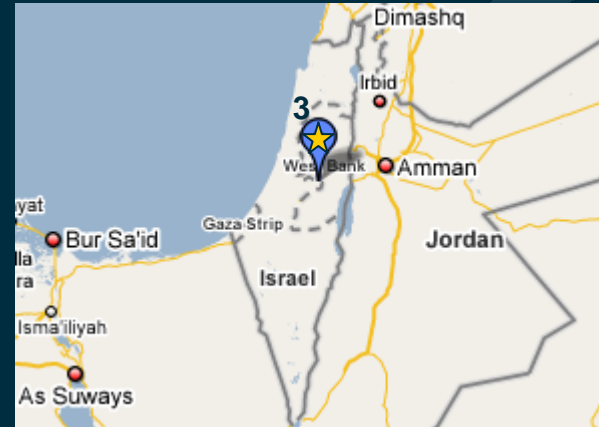 Dimashq
Irbid
3
West Bank
Amman
Gaza Strip
Bur Sa'id
Jordan
Israel
Isma'iliyah
As Suways
yat
lla
ra